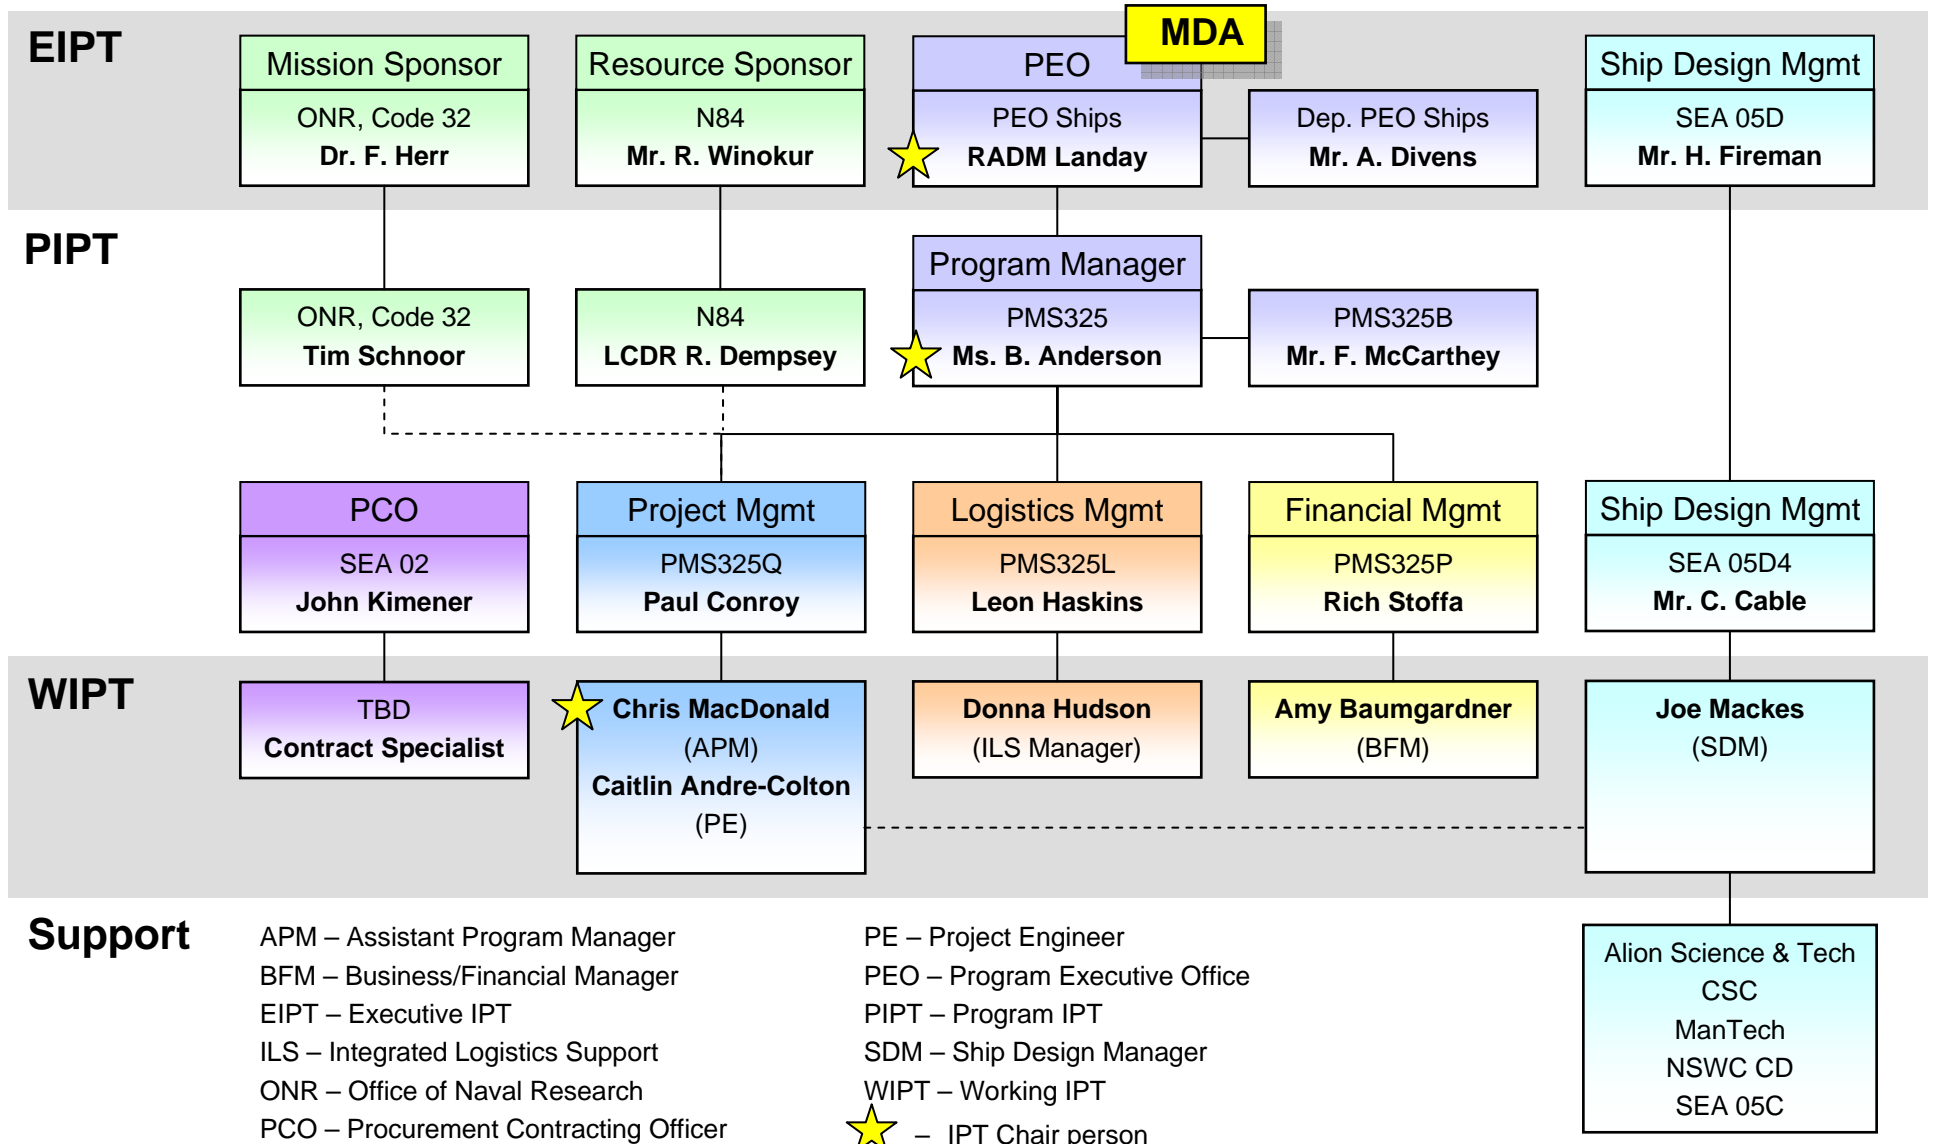 EIPT
MDA
Mission Sponsor
ONR, Code 32
Dr. F. Herr
Resource Sponsor
N84
Mr. R. Winokur
PEO
PEO Ships
RADM Landay
Dep. PEO Ships
Mr. A. Divens
Ship Design Mgmt
SEA 05D
Mr. H. Fireman
PIPT
ONR, Code 32
Tim Schnoor
N84
LCDR R. Dempsey
Program Manager
PMS325
Ms. B. Anderson
PMS325B
Mr. F. McCarthey
PCO
SEA 02
John Kimener
Project Mgmt
PMS325Q
Paul Conroy
Logistics Mgmt
PMS325L
Leon Haskins
Financial Mgmt
PMS325P
Rich Stoffa
Ship Design Mgmt
SEA 05D4
Mr. C. Cable
WIPT
TBD
Contract Specialist
Chris MacDonald
(APM)
Caitlin Andre-Colton
(PE)
Donna Hudson
(ILS Manager)
Amy Baumgardner
(BFM)
Joe Mackes
(SDM)
Support
APM – Assistant Program Manager
BFM – Business/Financial Manager
EIPT – Executive IPT
ILS – Integrated Logistics Support
ONR – Office of Naval Research
PCO – Procurement Contracting Officer
PE – Project Engineer
PEO – Program Executive Office
PIPT – Program IPT
SDM – Ship Design Manager
WIPT – Working IPT
– IPT Chair person
Alion Science & Tech
CSC
ManTech
NSWC CD
SEA 05C